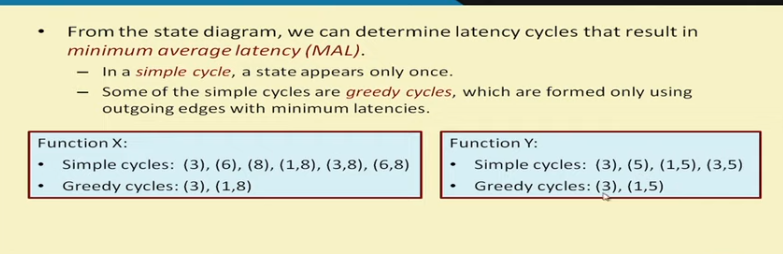 • From the state diagram, we can determine latency cycles that result in
minimum average latency (MAL).
– In a simple cycle, a state appears only once.
– Some of the simple cycles are greedy cycles, which are formed only using
outgoing edges with minimum latencies.
Function X:
• Simple cycles: (3), (6), (8), (1,8), (3,8), (6,8)
• Greedy cycles: (3), (1,8)
Function Y:
• Simple cycles: (3), (5), (1,5), (3,5)
• Greedy cycles: (3), (1,5)